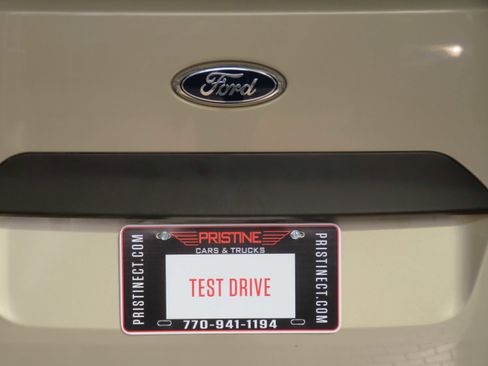 Ford
PRISTINE
CARS & TRUCKS
PRISTINECT.COM
TEST DRIVE
PRISTINECT.COM
770-941-1194